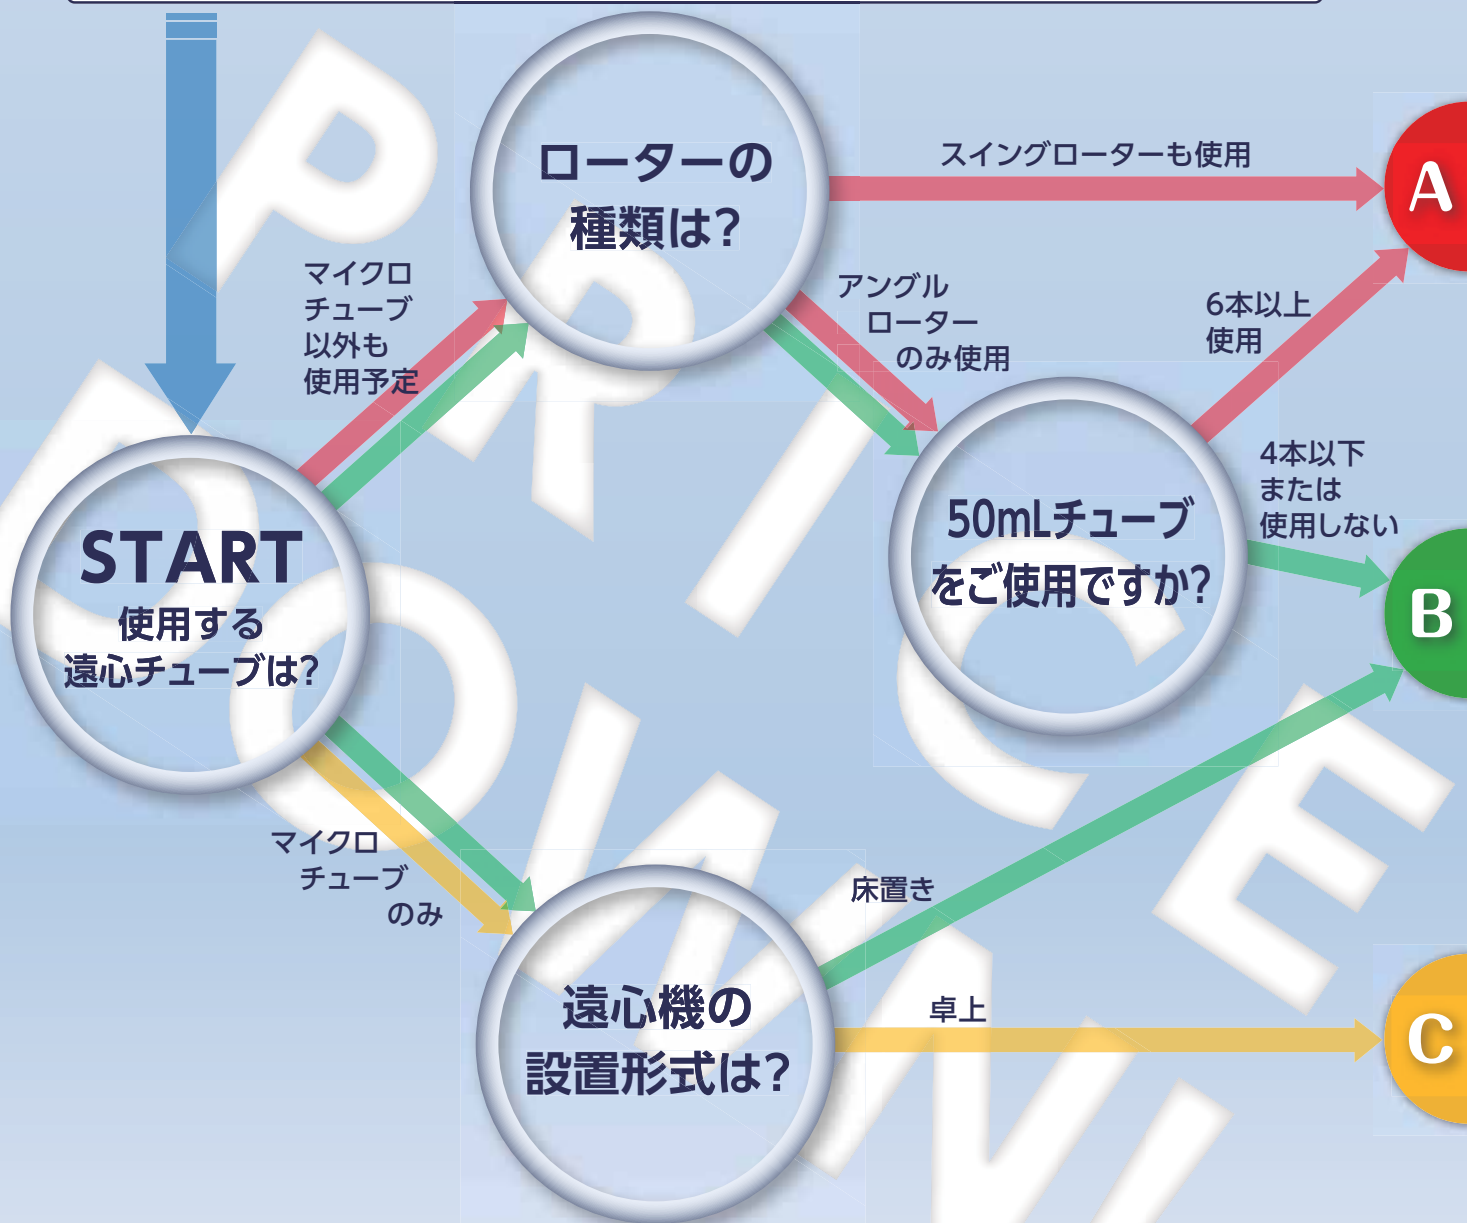 ローターの
種類は？
スイングローターも使用
A
マイクロ
チューブ
以外も
使用予定
アングル
ローター
のみ使用
6本以上
使用
START
使用する
遠心チューブは？
50mLチューブ
をご使用ですか？
4本以下
または
使用しない
B
マイクロ
チューブ
のみ
遠心機の
設置形式は？
床置き
卓上
C